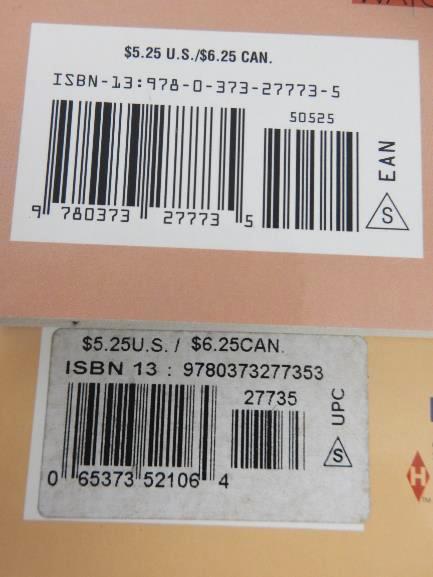 $5.25 U.S./$6.25 CAN.
ISBN-13:978-0-373-27773-5
50525
EAN
S
9 780373 27773 5
$5.25U.S. / $6.25CAN.
ISBN 13 : 9780373277353
27735
UPC
S
0 65373 52106 4
H
TM